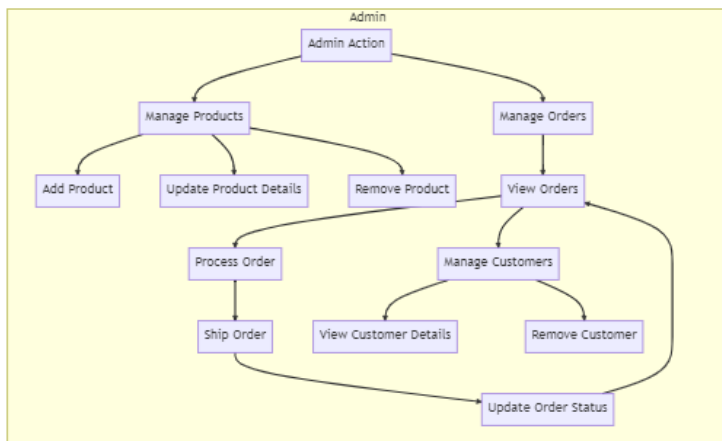 Admin
Admin Action
Manage Products
Manage Orders
Add Product
Update Product Details
Remove Product
View Orders
Process Order
Manage Customers
Ship Order
View Customer Details
Remove Customer
Update Order Status